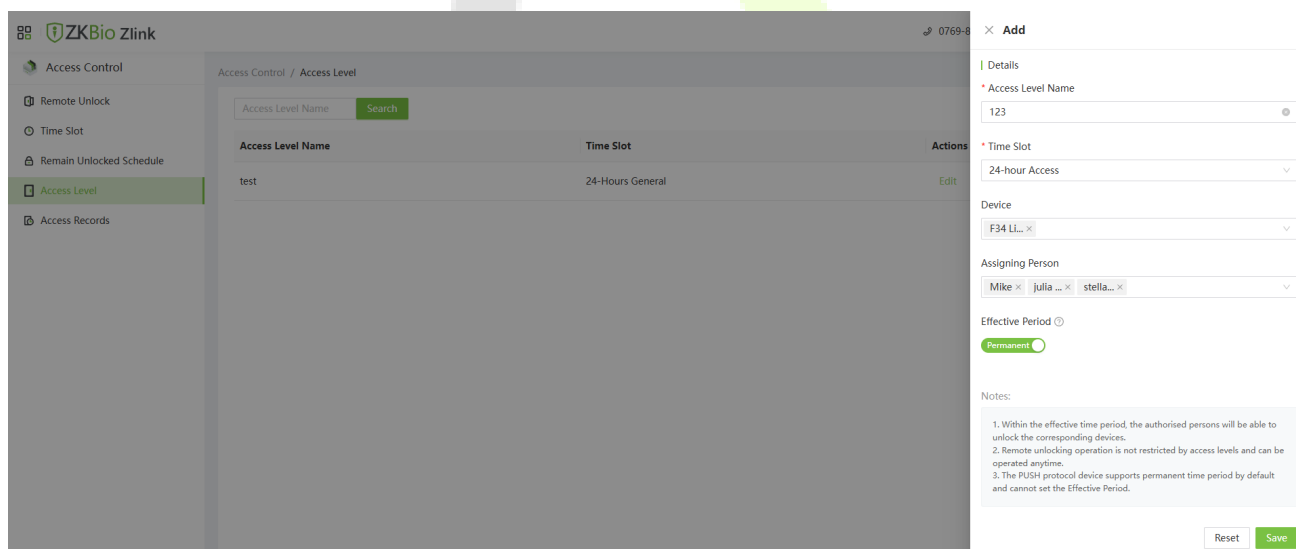 ZKBio Zlink
0769-8
Access Control
Remote Unlock
Time Slot
Remain Unlocked Schedule
Access Level
Access Records
Access Control / Access Level
Access Level Name
Search
Access Level Name Time Slot Actions
test 24-Hours General Edit
Add
Details
* Access Level Name
123
* Time Slot
24-hour Access
Device
F34 Li...
Assigning Person
Mike julia ... stella...
Effective Period
Permanent
Notes:
1. Within the effective time period, the authorised persons will be able to
unlock the corresponding devices.
2. Remote unlocking operation is not restricted by access levels and can be
operated anytime.
3. The PUSH protocol device supports permanent time period by default
and cannot set the Effective Period.
Reset Save